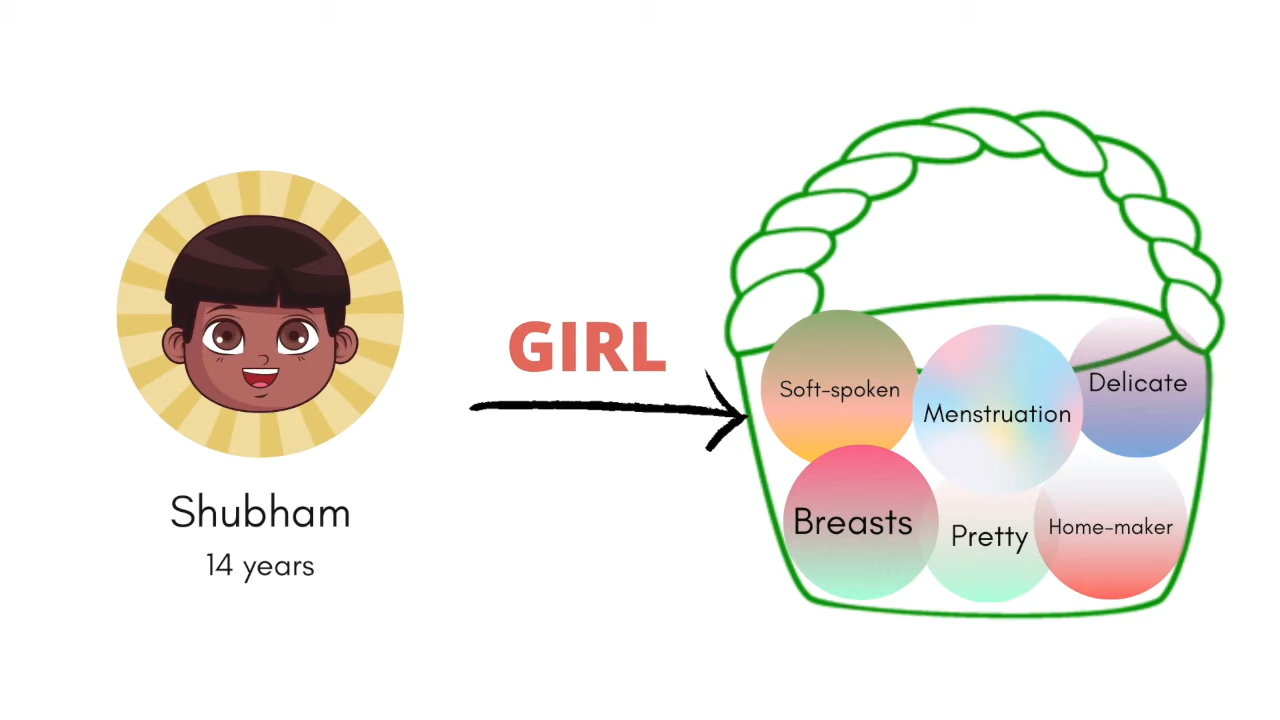 Shubham
14 years
GIRL
Soft-spoken
Menstruation
Delicate
Breasts
Pretty
Home-maker